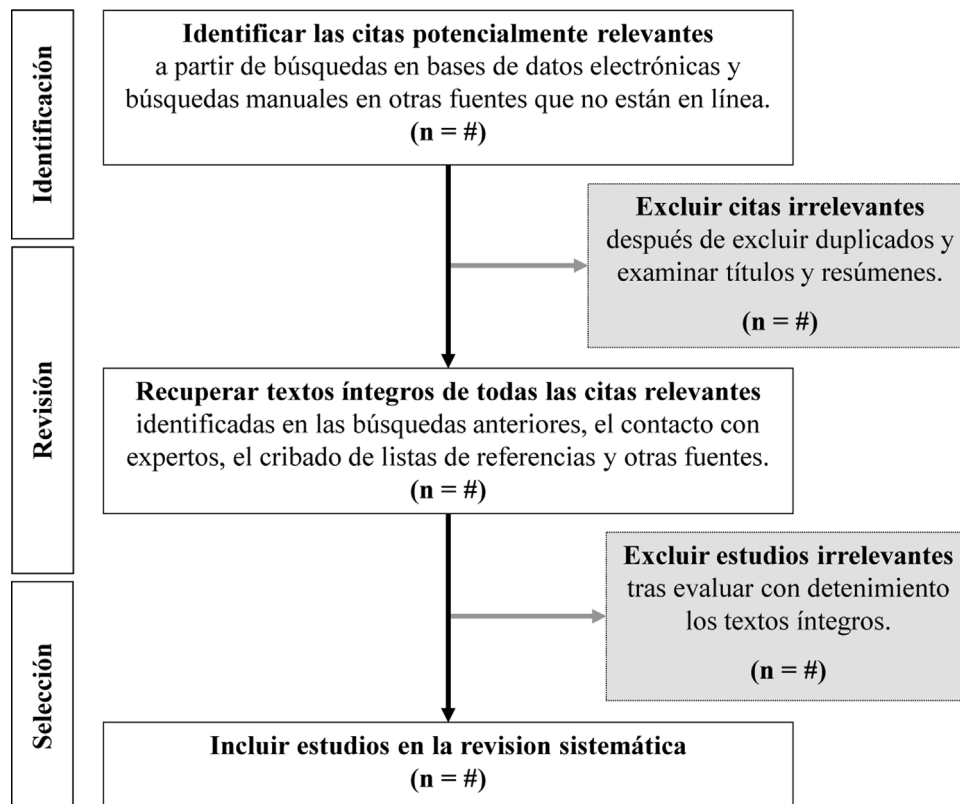 Identificación
Identificar las citas potencialmente relevantes
a partir de búsquedas en bases de datos electrónicas y
búsquedas manuales en otras fuentes que no están en línea.
(n = #)
Excluir citas irrelevantes
después de excluir duplicados y
examinar títulos y resúmenes.
(n = #)
Revisión
Recuperar textos íntegros de todas las citas relevantes
identificadas en las búsquedas anteriores, el contacto con
expertos, el cribado de listas de referencias y otras fuentes.
(n = #)
Excluir estudios irrelevantes
tras evaluar con detenimiento
los textos íntegros.
(n = #)
Selección
Incluir estudios en la revision sistemática
(n = #)